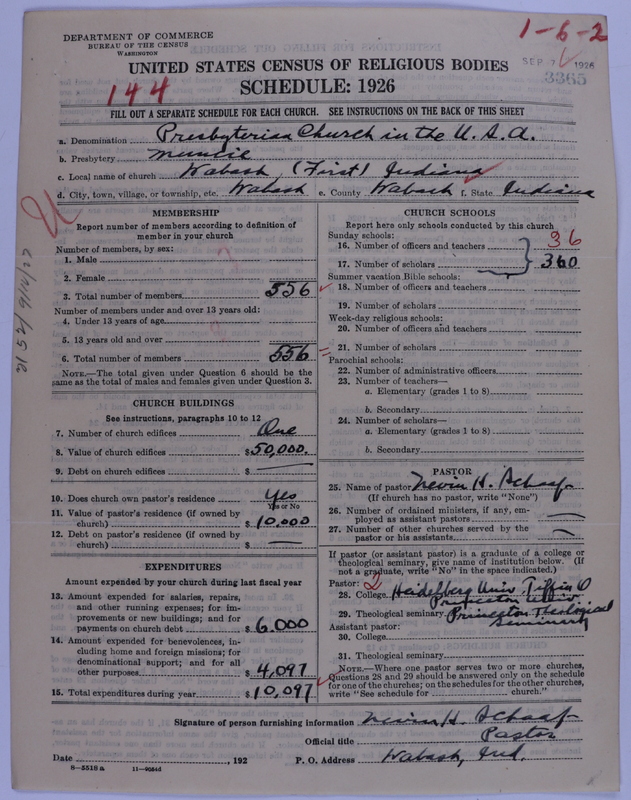 DEPARTMENT OF COMMERCE
BUREAU OF THE CENSUS
WASHINGTON
1-6-2
SEP 7 1926
3365
UNITED STATES CENSUS OF RELIGIOUS BODIES
144
SCHEDULE: 1926
FILL OUT A SEPARATE SCHEDULE FOR EACH CHURCH. SEE INSTRUCTIONS ON THE BACK OF THIS SHEET
a. Denomination Presbyterian Church in the U.S.A.
b. Presbytery Muncie
c. Local name of church Wabash (First) Indiana
d. City, town, village, or township, etc. Wabash e. County Wabash f. State Indiana
MEMBERSHIP
Report number of members according to definition of
member in your church
Number of members, by sex:
1. Male
2. Female
3. Total number of members 556
Number of members under and over 13 years old:
4. Under 13 years of age
5. 13 years old and over
6. Total number of members 556
NOTE.—The total given under Question 6 should be the
same as the total of males and females given under Question 3.
CHURCH BUILDINGS
See instructions, paragraphs 10 to 12
7. Number of church edifices One
8. Value of church edifices $50,000.
9. Debt on church edifices $ —
10. Does church own pastor's residence Yes
Yes or No
11. Value of pastor's residence (if owned by
church) $10,000
12. Debt on pastor's residence (if owned by
church) $ —
EXPENDITURES
Amount expended by your church during last fiscal year
13. Amount expended for salaries, repairs,
and other running expenses; for im-
provements or new buildings; and for
payments on church debt $6,000
14. Amount expended for benevolences, in-
cluding home and foreign missions; for
denominational support; and for all
other purposes $4,097
15. Total expenditures during year $10,097
CHURCH SCHOOLS
Report here only schools conducted by this church
Sunday schools:
16. Number of officers and teachers 36
17. Number of scholars 360
Summer vacation Bible schools:
18. Number of officers and teachers
19. Number of scholars
Week-day religious schools:
20. Number of officers and teachers
21. Number of scholars
Parochial schools:
22. Number of administrative officers
23. Number of teachers—
a. Elementary (grades 1 to 8)
b. Secondary
24. Number of scholars—
a. Elementary (grades 1 to 8)
b. Secondary
PASTOR
25. Name of pastor Nevin H. Schaaf
(If church has no pastor, write "None")
26. Number of ordained ministers, if any, em-
ployed as assistant pastors —
27. Number of other churches served by the
pastor or his assistants —
If pastor (or assistant pastor) is a graduate of a college or
theological seminary, give name of institution below. (If
not a graduate, write "No" in the space indicated.)
Pastor: 2
28. College Heidelberg Univ. Tiffin O
Princeton Univ
29. Theological seminary Princeton Theological
Seminary
Assistant pastor:
30. College
31. Theological seminary
NOTE.—Where one pastor serves two or more churches,
Questions 28 and 29 should be answered only on the schedule
for one of the churches; on the schedules for the other churches,
write "See schedule for church."
Signature of person furnishing information Nevin H. Schaaf
Official title Pastor
Date , 192 P. O. Address Wabash, Ind.
8—5518 a 11—9034d